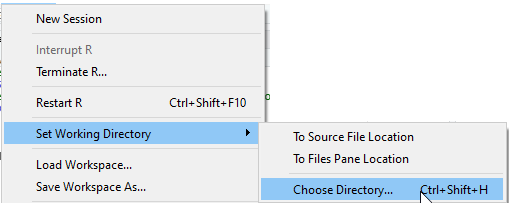 New Session
Interrupt R
Terminate R...
Restart R Ctrl+Shift+F10
Set Working Directory
To Source File Location
To Files Pane Location
Load Workspace...
Save Workspace As...
Choose Directory... Ctrl+Shift+H